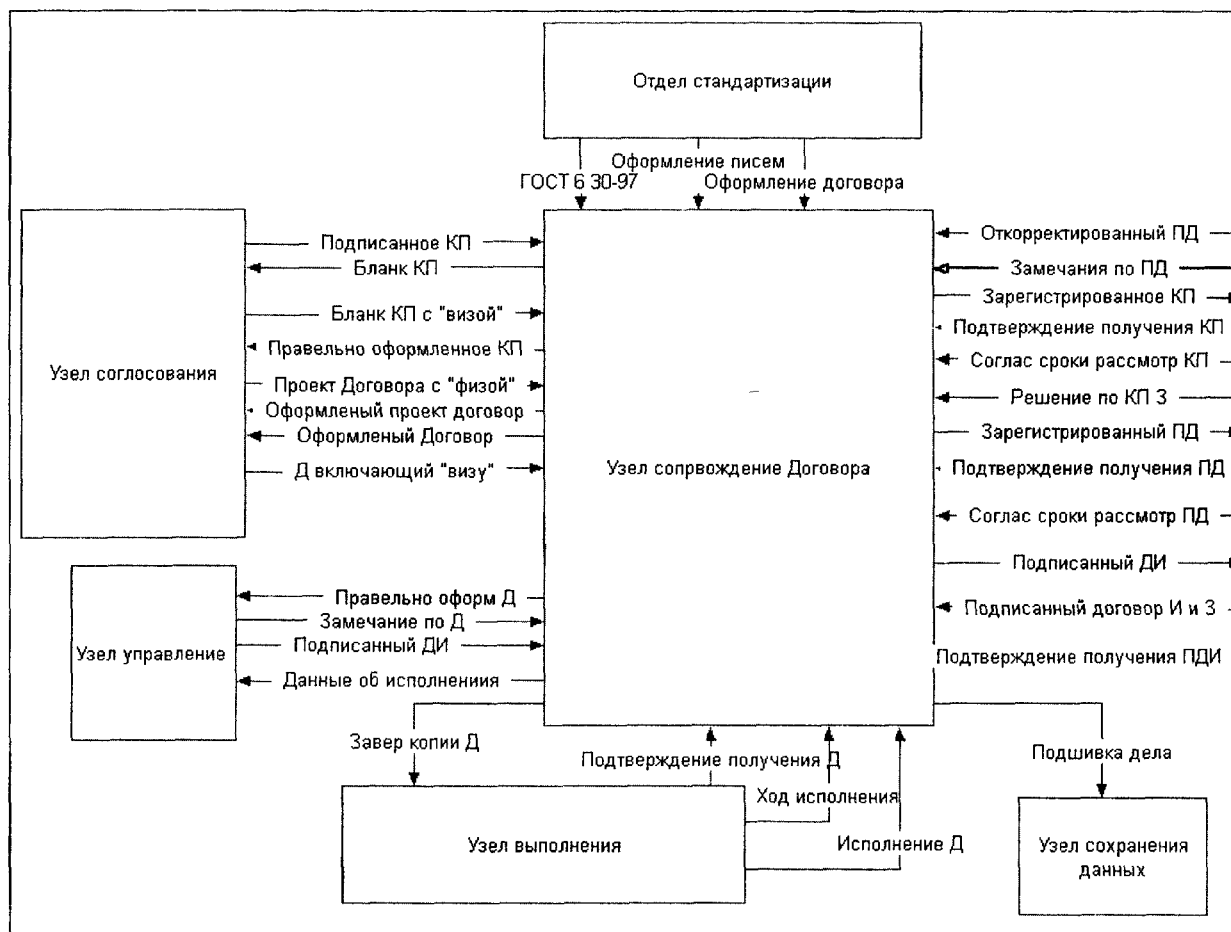 Отдел стандартизации
Оформление писем
ГОСТ 6 30-97
Оформление договора
Узел соглосования
Подписанное КП
Бланк КП
Бланк КП с "визой"
Правельно оформленное КП
Проект Договора с "физой"
Оформленый проект договор
Оформленый Договор
Д включающий "визу"
Узел сопрвождение Договора
Откорректированный ПД
Замечания по ПД
Зарегистрированное КП
Подтверждение получения КП
Соглас сроки рассмотр КП
Решение по КП З
Зарегистрированный ПД
Подтверждение получения ПД
Соглас сроки рассмотр ПД
Подписанный ДИ
Подписанный договор И и З
Подтверждение получения ПДИ
Узел управление
Правельно оформ Д
Замечание по Д
Подписанный ДИ
Данные об исполнениия
Завер копии Д
Подтверждение получения Д
Ход исполнения
Исполнение Д
Подшивка дела
Узел выполнения
Узел сохранения
данных